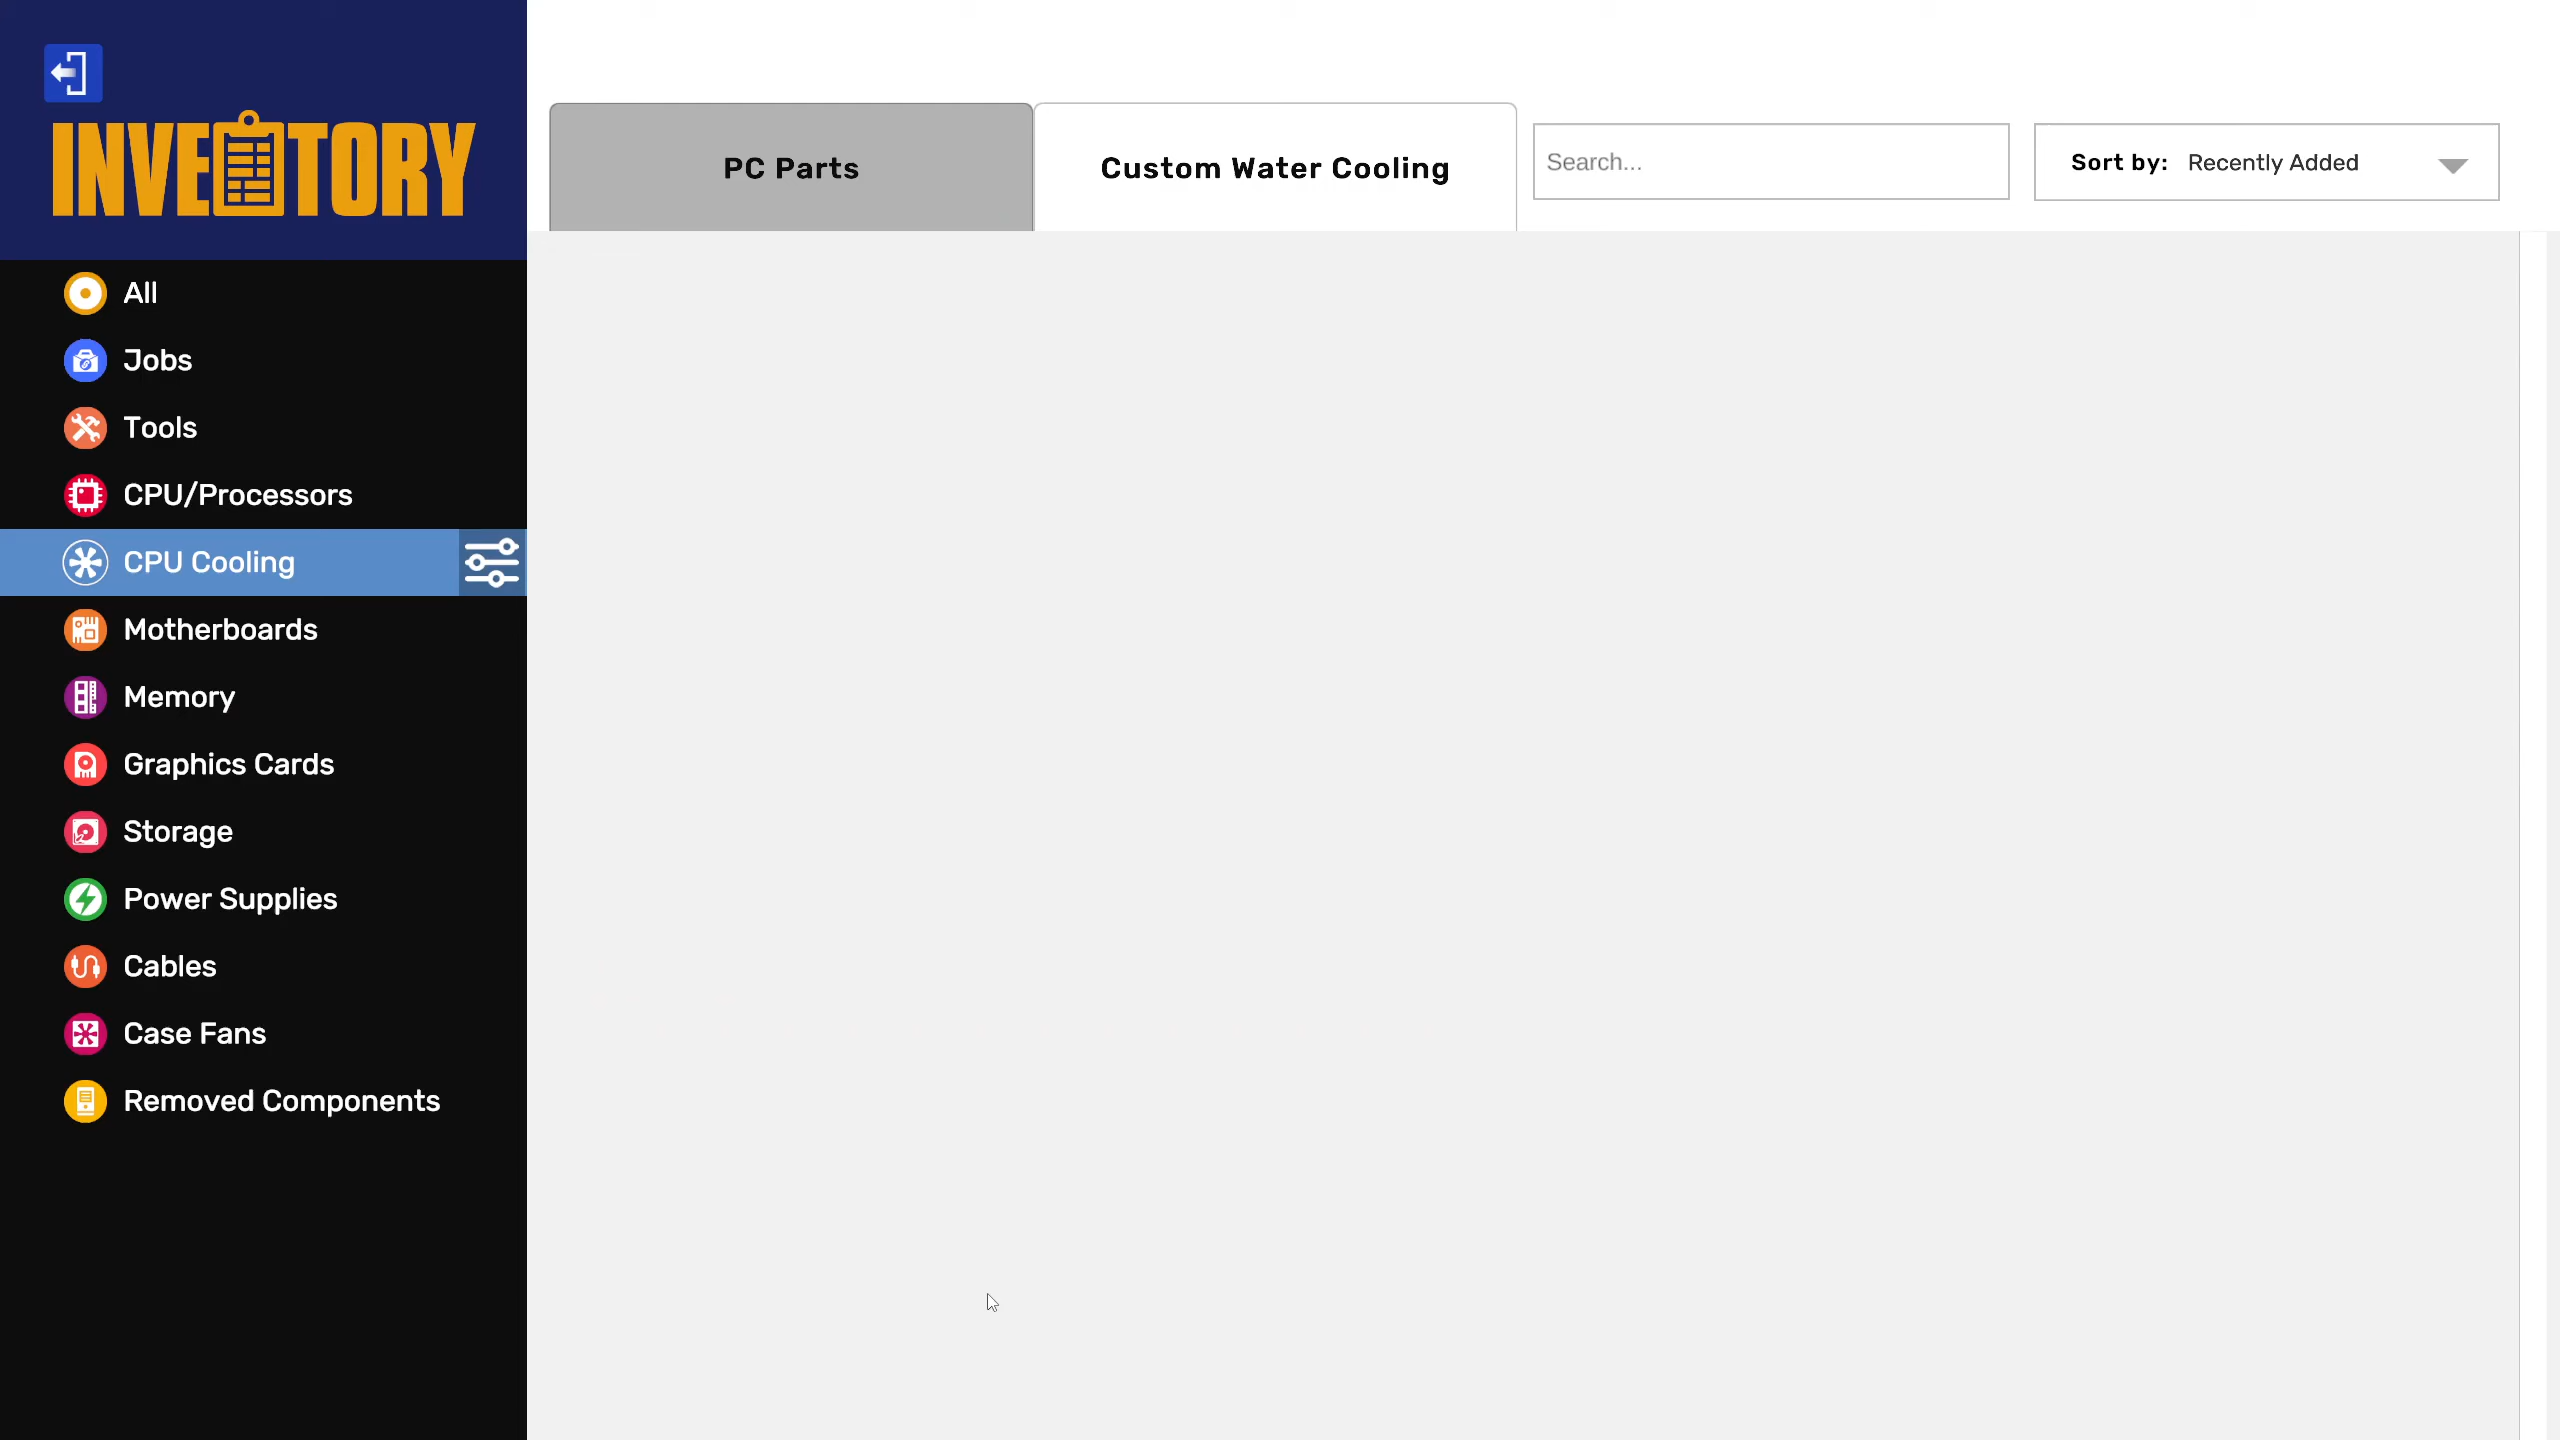 INVENTORY
PC Parts
Custom Water Cooling
Search...
Sort by: Recently Added
All
Jobs
Tools
CPU/Processors
CPU Cooling
Motherboards
Memory
Graphics Cards
Storage
Power Supplies
Cables
Case Fans
Removed Components